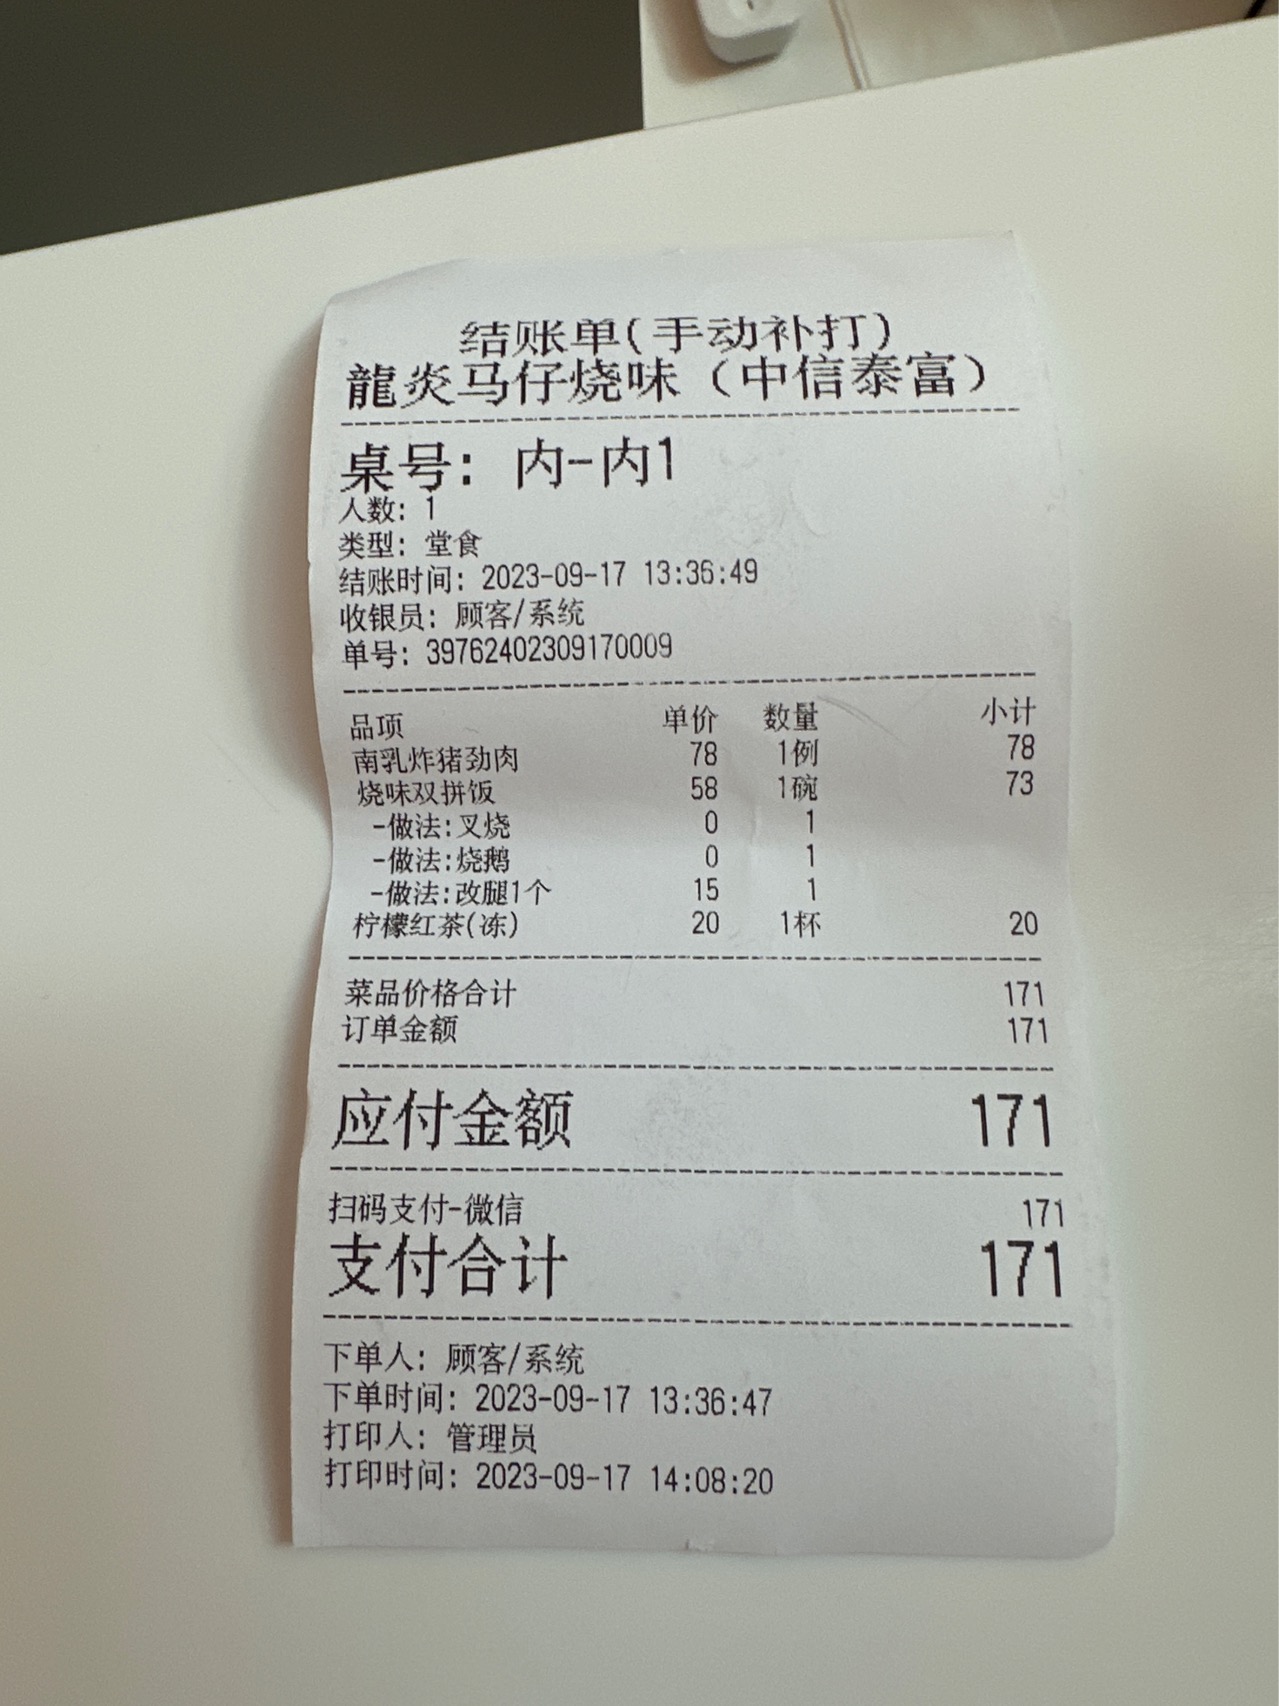 结账单(手动补打)
龍炎马仔烧味（中信泰富）
桌号: 内-内1
人数: 1
类型: 堂食
结账时间: 2023-09-17 13:36:49
收银员: 顾客/系统
单号: 39762402309170009
品项 单价 数量 小计
南乳炸猪劲肉 78 1例 78
烧味双拼饭 58 1碗 73
-做法:叉烧 0 1
-做法:烧鹅 0 1
-做法:改腿1个 15 1
柠檬红茶(冻) 20 1杯 20
菜品价格合计 171
订单金额 171
应付金额 171
扫码支付-微信 171
支付合计 171
下单人: 顾客/系统
下单时间: 2023-09-17 13:36:47
打印人: 管理员
打印时间: 2023-09-17 14:08:20